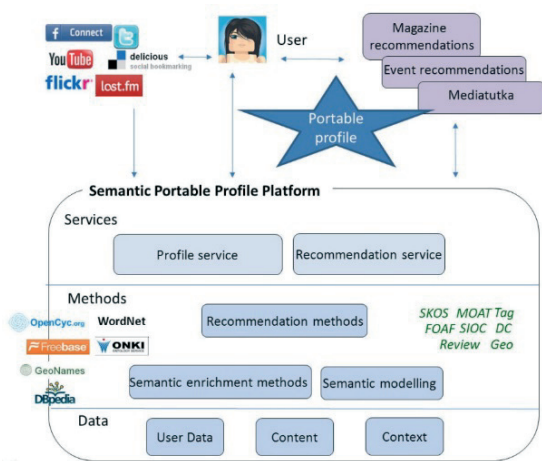 f Connect
You Tube
delicious
social bookmarking
flickr
lost.fm
User
Magazine
recommendations
Event recommendations
Mediatutka
Portable
profile
Semantic Portable Profile Platform
Services
Profile service
Recommendation service
Methods
OpenCyc.org
WordNet
Freebase
ONKI
GeoNames
DBpedia
Recommendation methods
SKOS MOAT Tag
FOAF SIOC DC
Review Geo
Semantic enrichment methods
Semantic modelling
Data
User Data
Content
Context